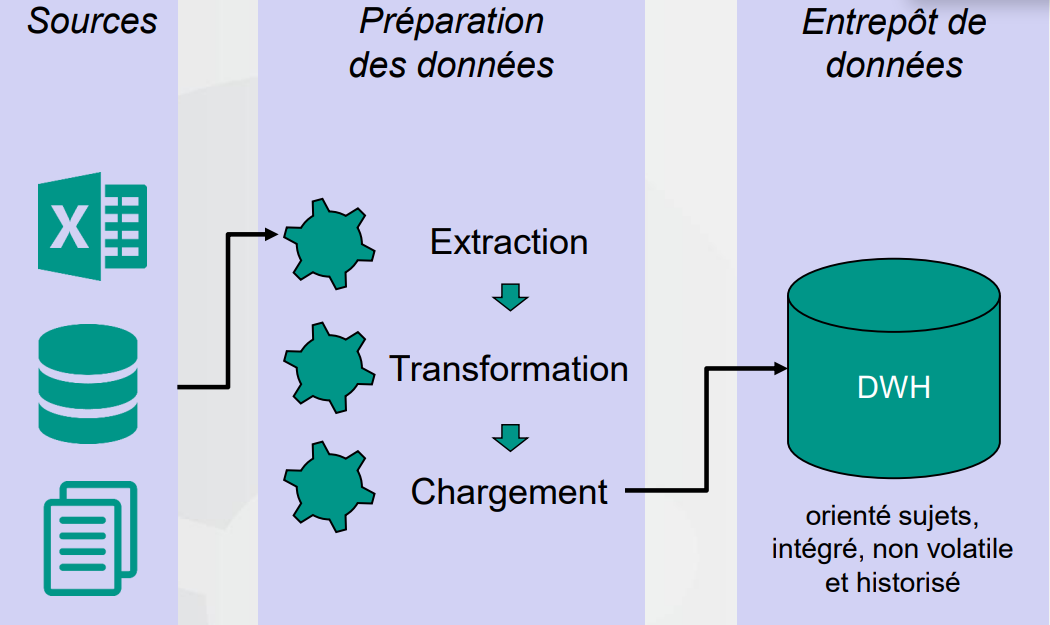 Sources
Préparation
des données
Entrepôt de
données
X
Extraction
Transformation
Chargement
DWH
orienté sujets,
intégré, non volatile
et historisé